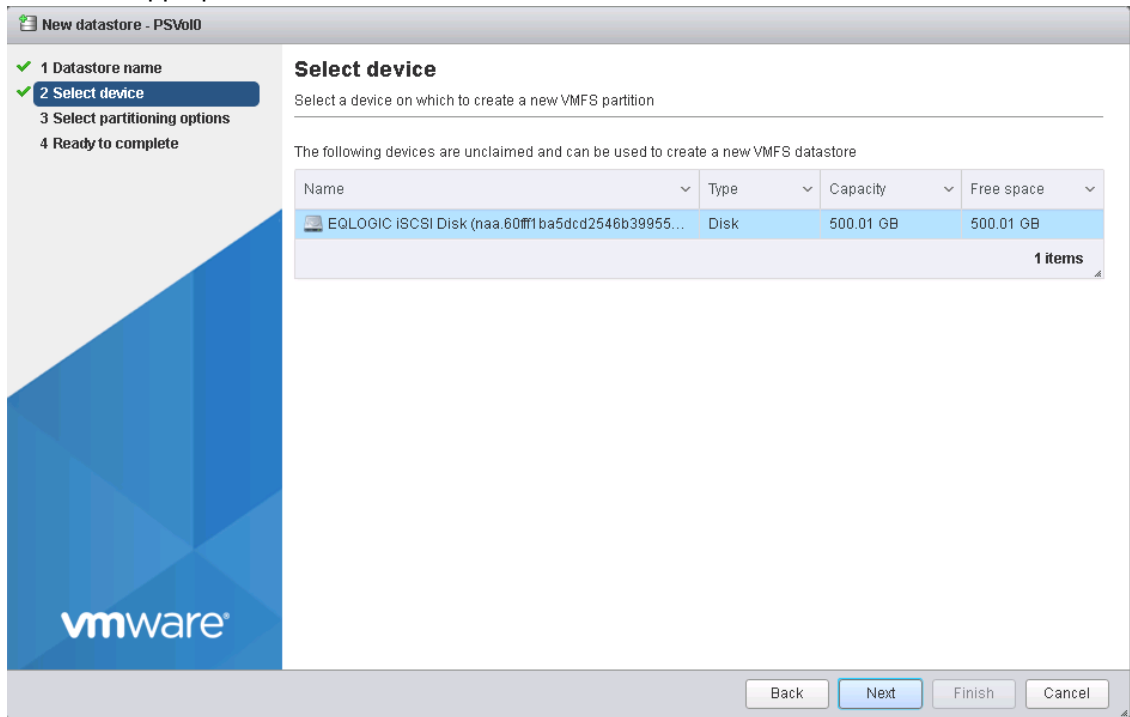 New datastore - PSVol0
1 Datastore name
2 Select device
3 Select partitioning options
4 Ready to complete
Select device
Select a device on which to create a new VMFS partition
The following devices are unclaimed and can be used to create a new VMFS datastore
Name Type Capacity Free space
EQLOGIC iSCSI Disk (naa.60fff1ba5dcd2546b39955... Disk 500.01 GB 500.01 GB
1 items
vmware®
Back Next Finish Cancel